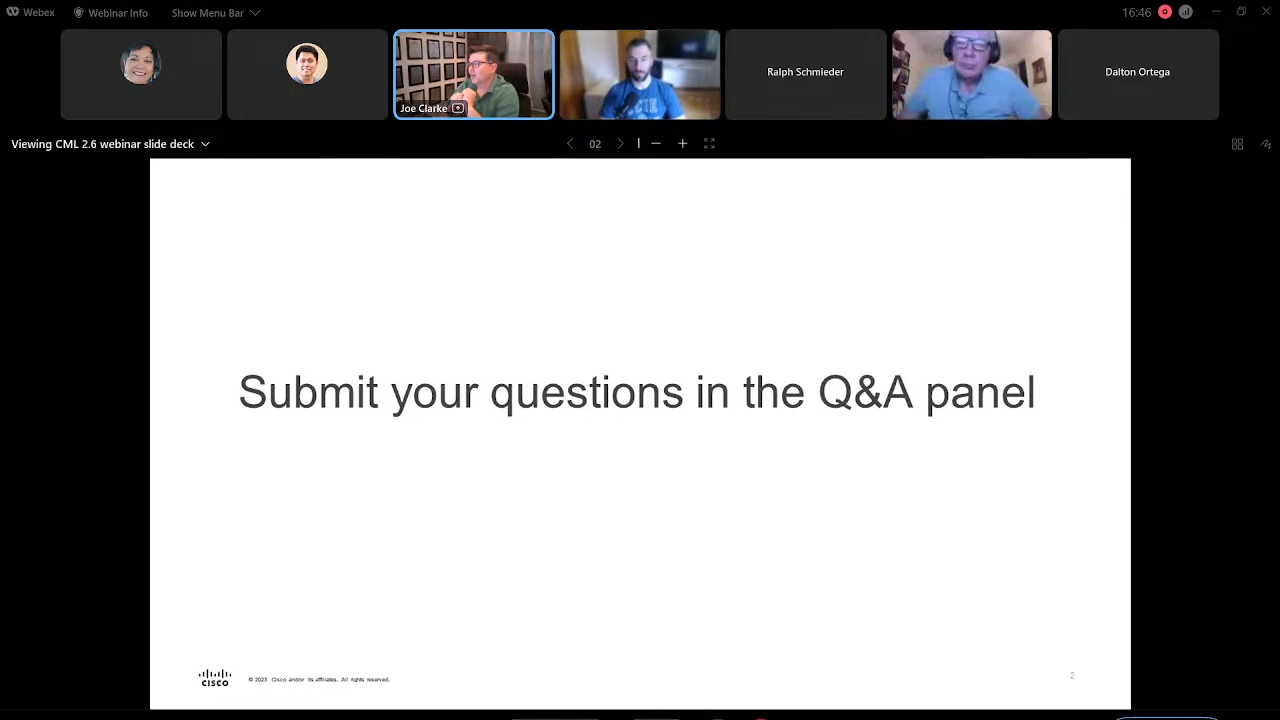 Webex
Webinar Info
Show Menu Bar
16:46
Joe Clarke
Ralph Schmieder
Dalton Ortega
Viewing CML 2.6 webinar slide deck
02
Submit your questions in the Q&A panel
CISCO
© 2023 Cisco and/or its affiliates. All rights reserved.
2